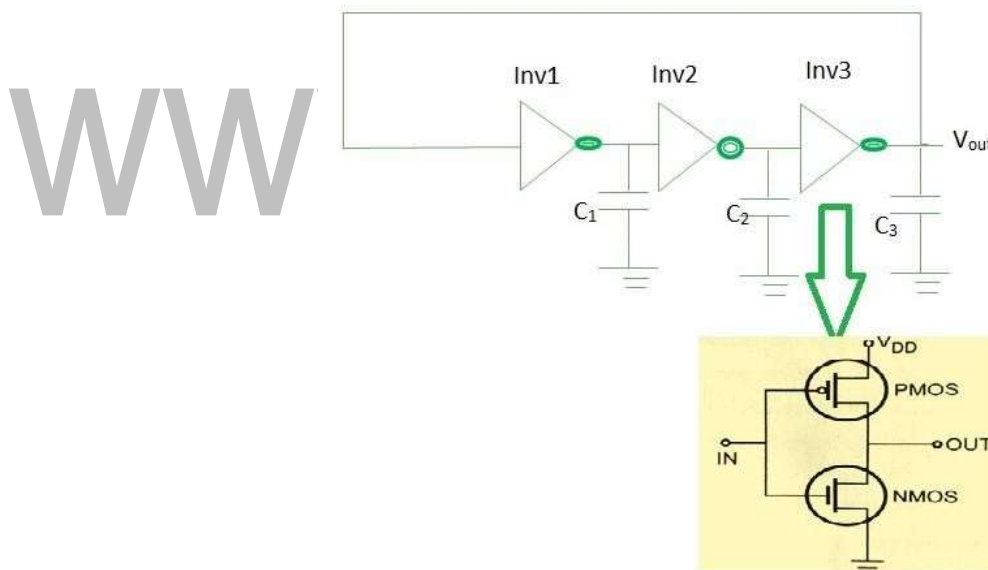 WW
Inv1 Inv2 Inv3
Vout
C1 C2 C3
VDD
PMOS
IN OUT
NMOS